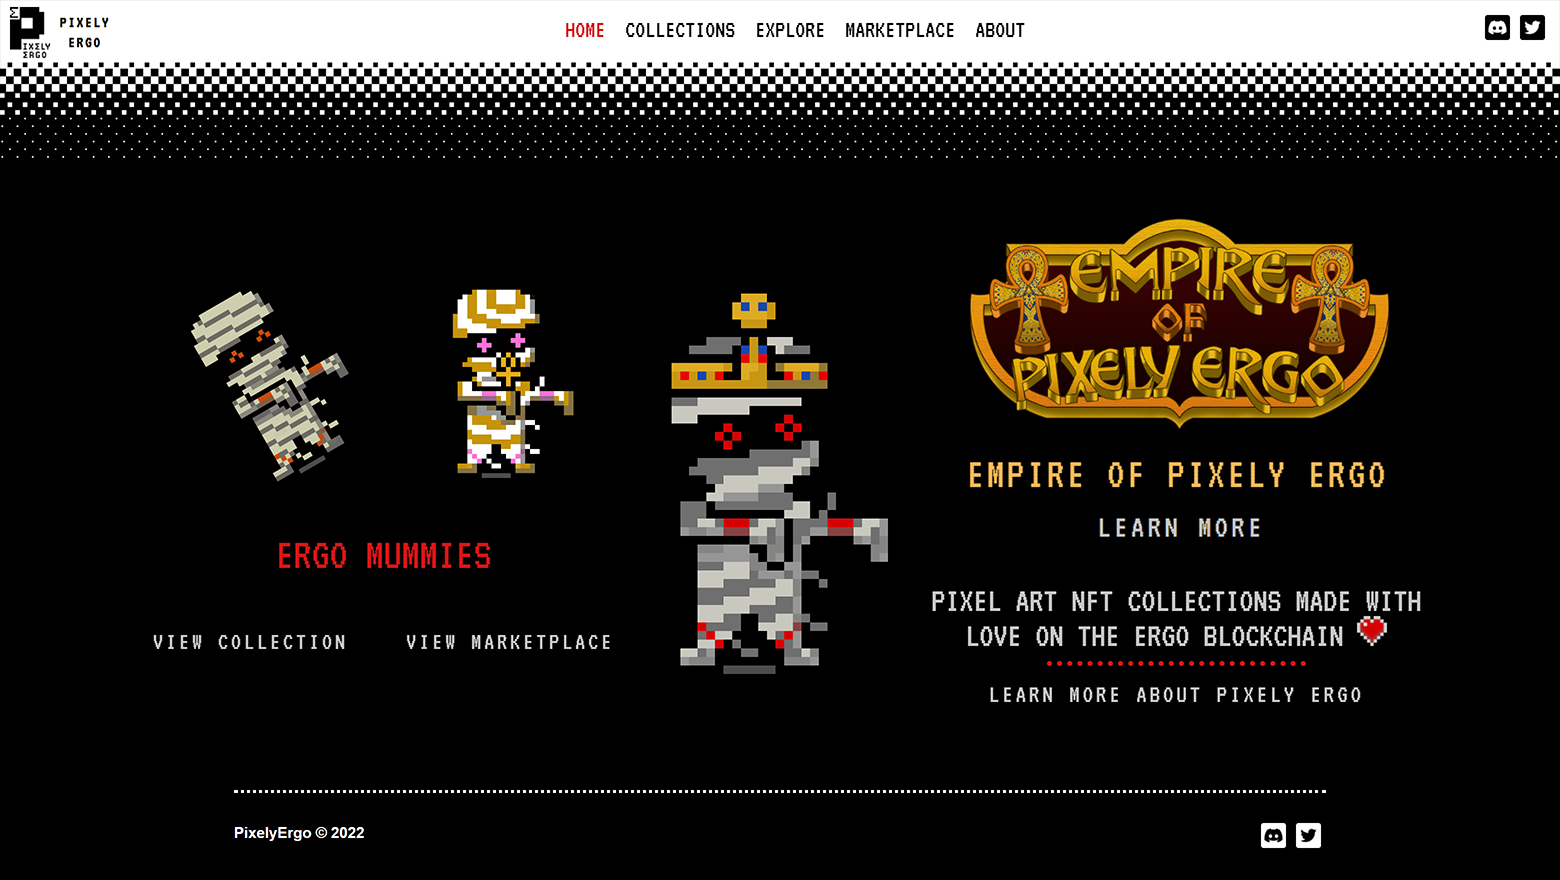 PIXELY
ERGO
Σ
IXELY
ERGO
HOME COLLECTIONS EXPLORE MARKETPLACE ABOUT
EMPIRE
OF
PIXELY ERGO
EMPIRE OF PIXELY ERGO
LEARN MORE
ERGO MUMMIES
VIEW COLLECTION VIEW MARKETPLACE
PIXEL ART NFT COLLECTIONS MADE WITH
LOVE ON THE ERGO BLOCKCHAIN
LEARN MORE ABOUT PIXELY ERGO
PixelyErgo © 2022